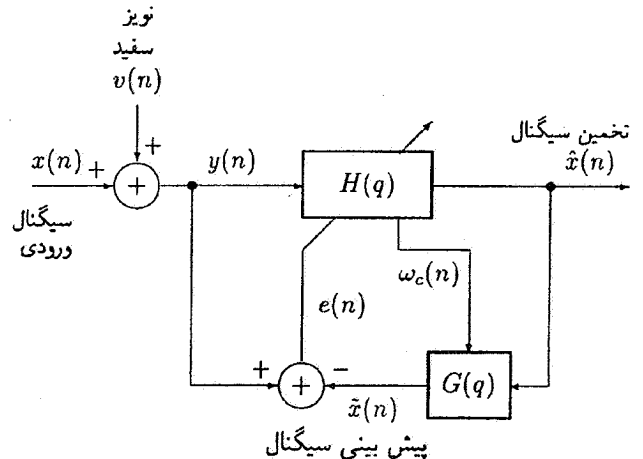 نویز
سفید
v(n)
+
x(n) +
+
y(n)
H(q)
تخمین سیگنال
x̂(n)
سیگنال
ورودی
ω_c(n)
e(n)
+
+
−
G(q)
x̃(n)
پیش بینی سیگنال